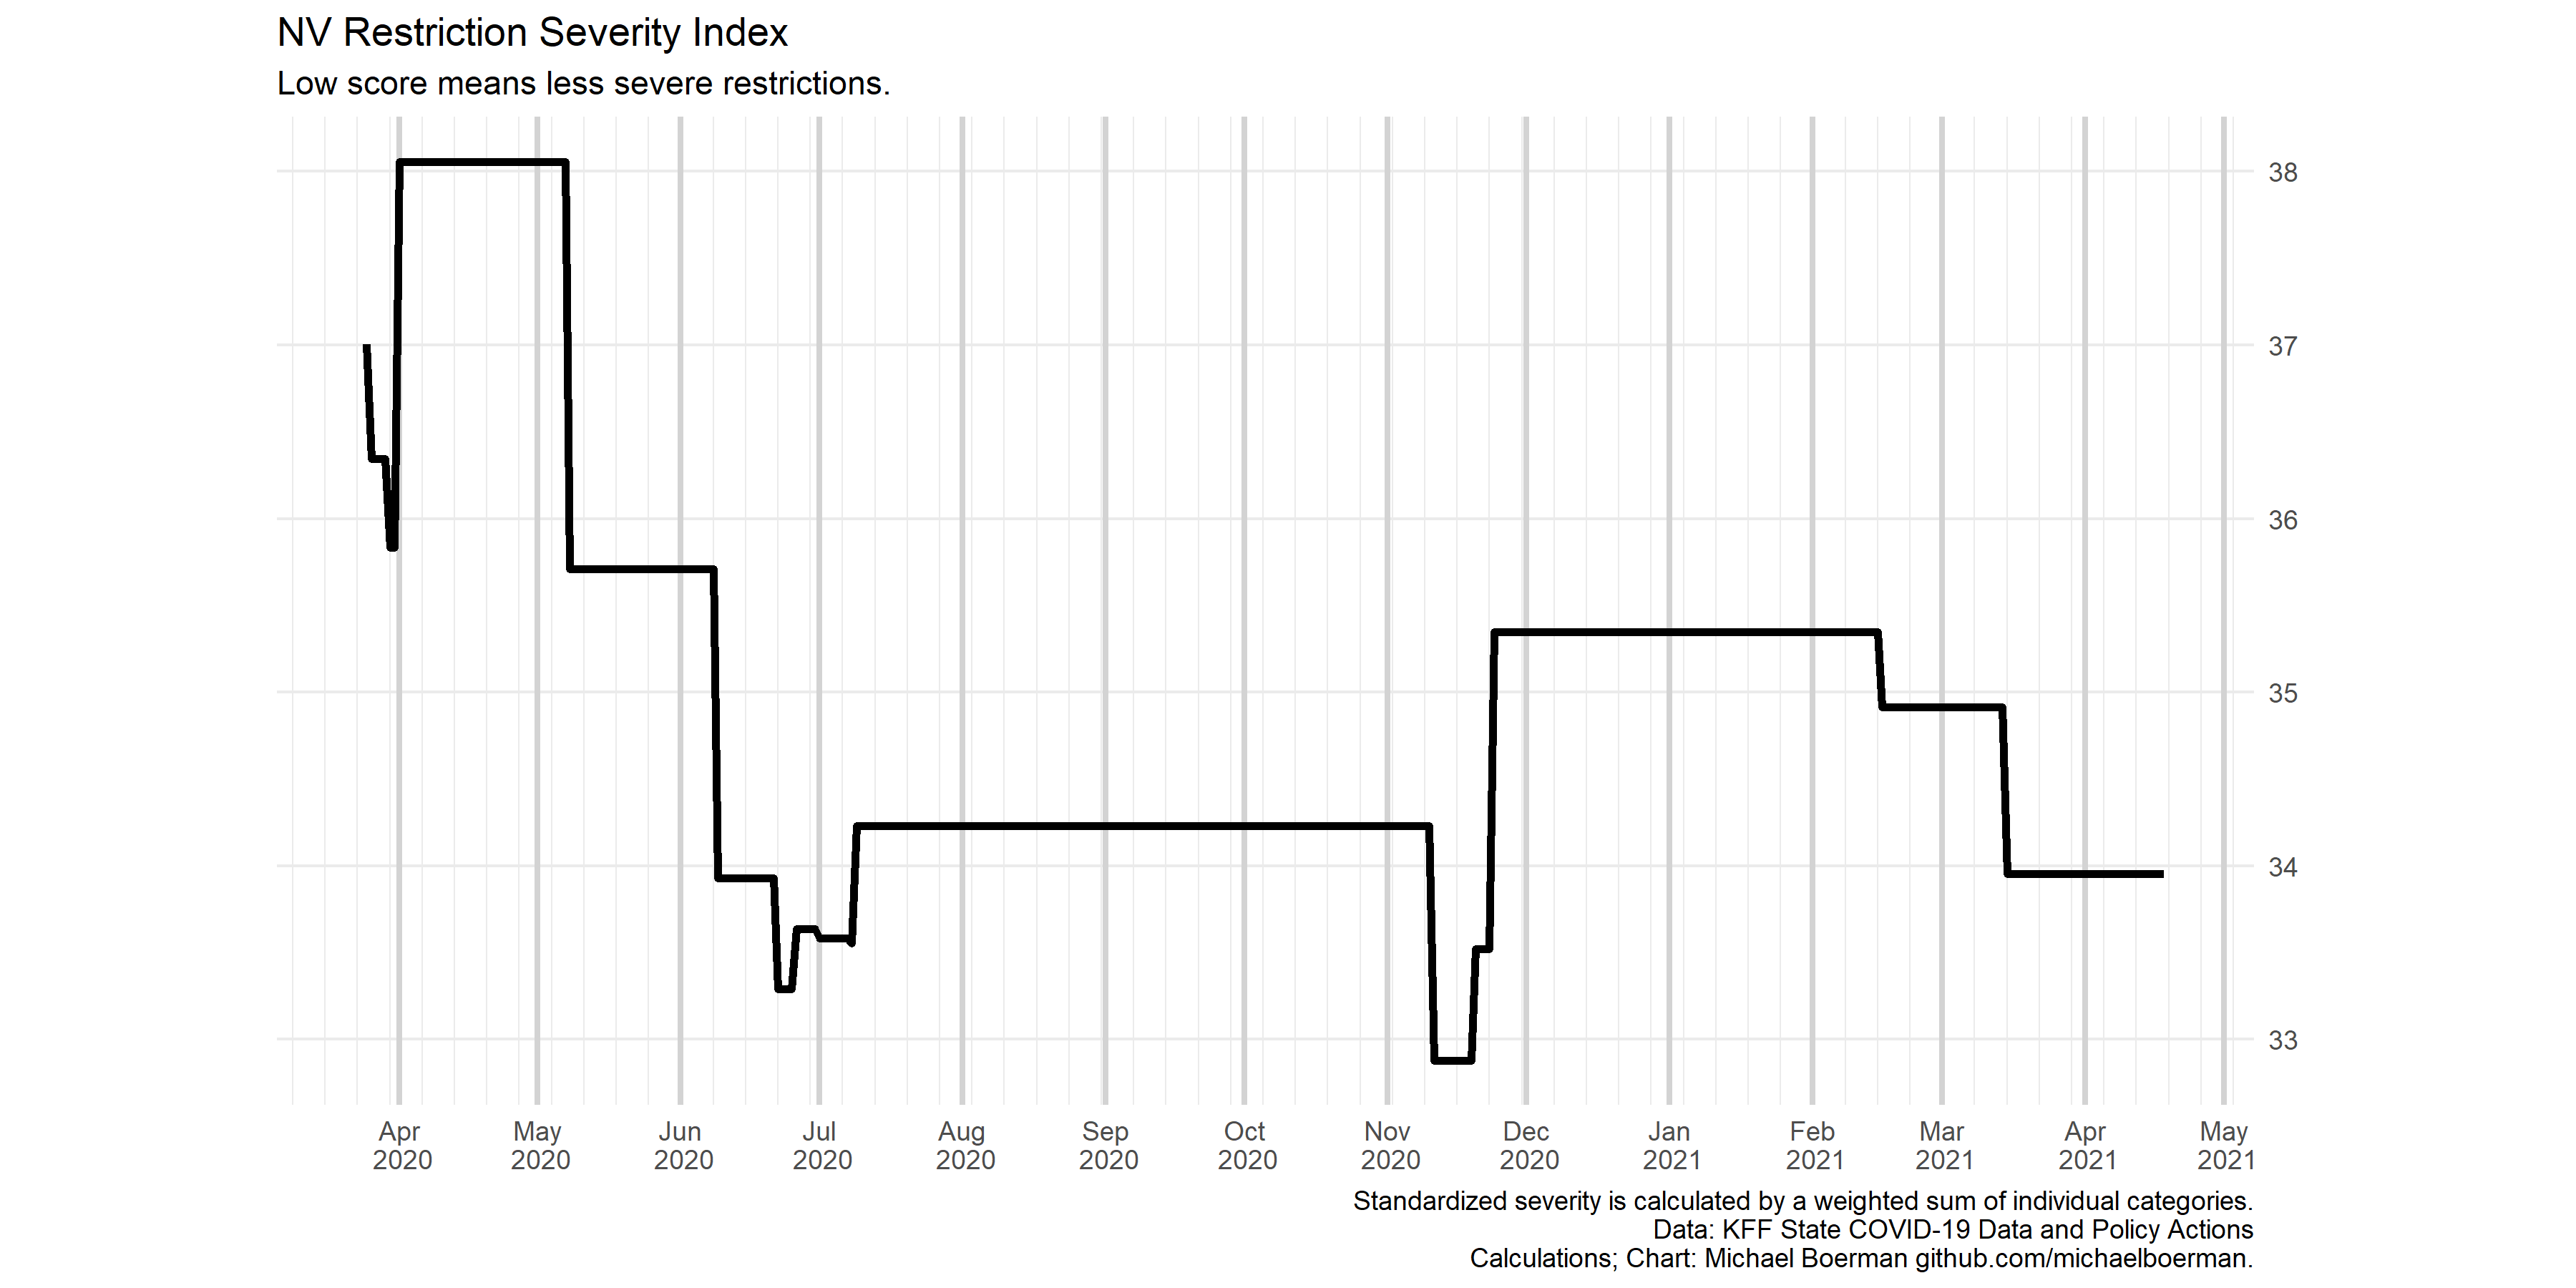 NV Restriction Severity Index
Low score means less severe restrictions.
38
37
36
35
34
33
Apr May Jun Jul Aug Sep Oct Nov Dec Jan Feb Mar Apr May
2020 2020 2020 2020 2020 2020 2020 2020 2020 2021 2021 2021 2021 2021
Standardized severity is calculated by a weighted sum of individual categories.
Data: KFF State COVID-19 Data and Policy Actions
Calculations; Chart: Michael Boerman github.com/michaelboerman.